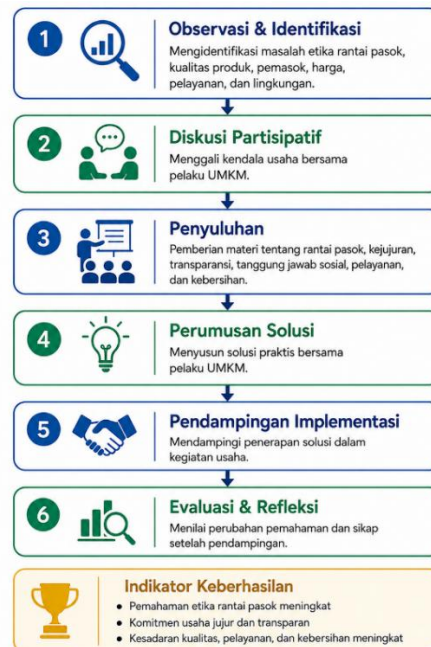 1
Observasi & Identifikasi
Mengidentifikasi masalah etika rantai pasok,
kualitas produk, pemasok, harga,
pelayanan, dan lingkungan.
2
Diskusi Partisipatif
Menggali kendala usaha bersama
pelaku UMKM.
3
Penyuluhan
Pemberian materi tentang rantai pasok, kejujuran,
transparansi, tanggung jawab sosial, pelayanan,
dan kebersihan.
4
Perumusan Solusi
Menyusun solusi praktis bersama
pelaku UMKM.
5
Pendampingan Implementasi
Mendampingi penerapan solusi dalam
kegiatan usaha.
6
Evaluasi & Refleksi
Menilai perubahan pemahaman dan sikap
setelah pendampingan.
Indikator Keberhasilan
• Pemahaman etika rantai pasok meningkat
• Komitmen usaha jujur dan transparan
• Kesadaran kualitas, pelayanan, dan kebersihan meningkat